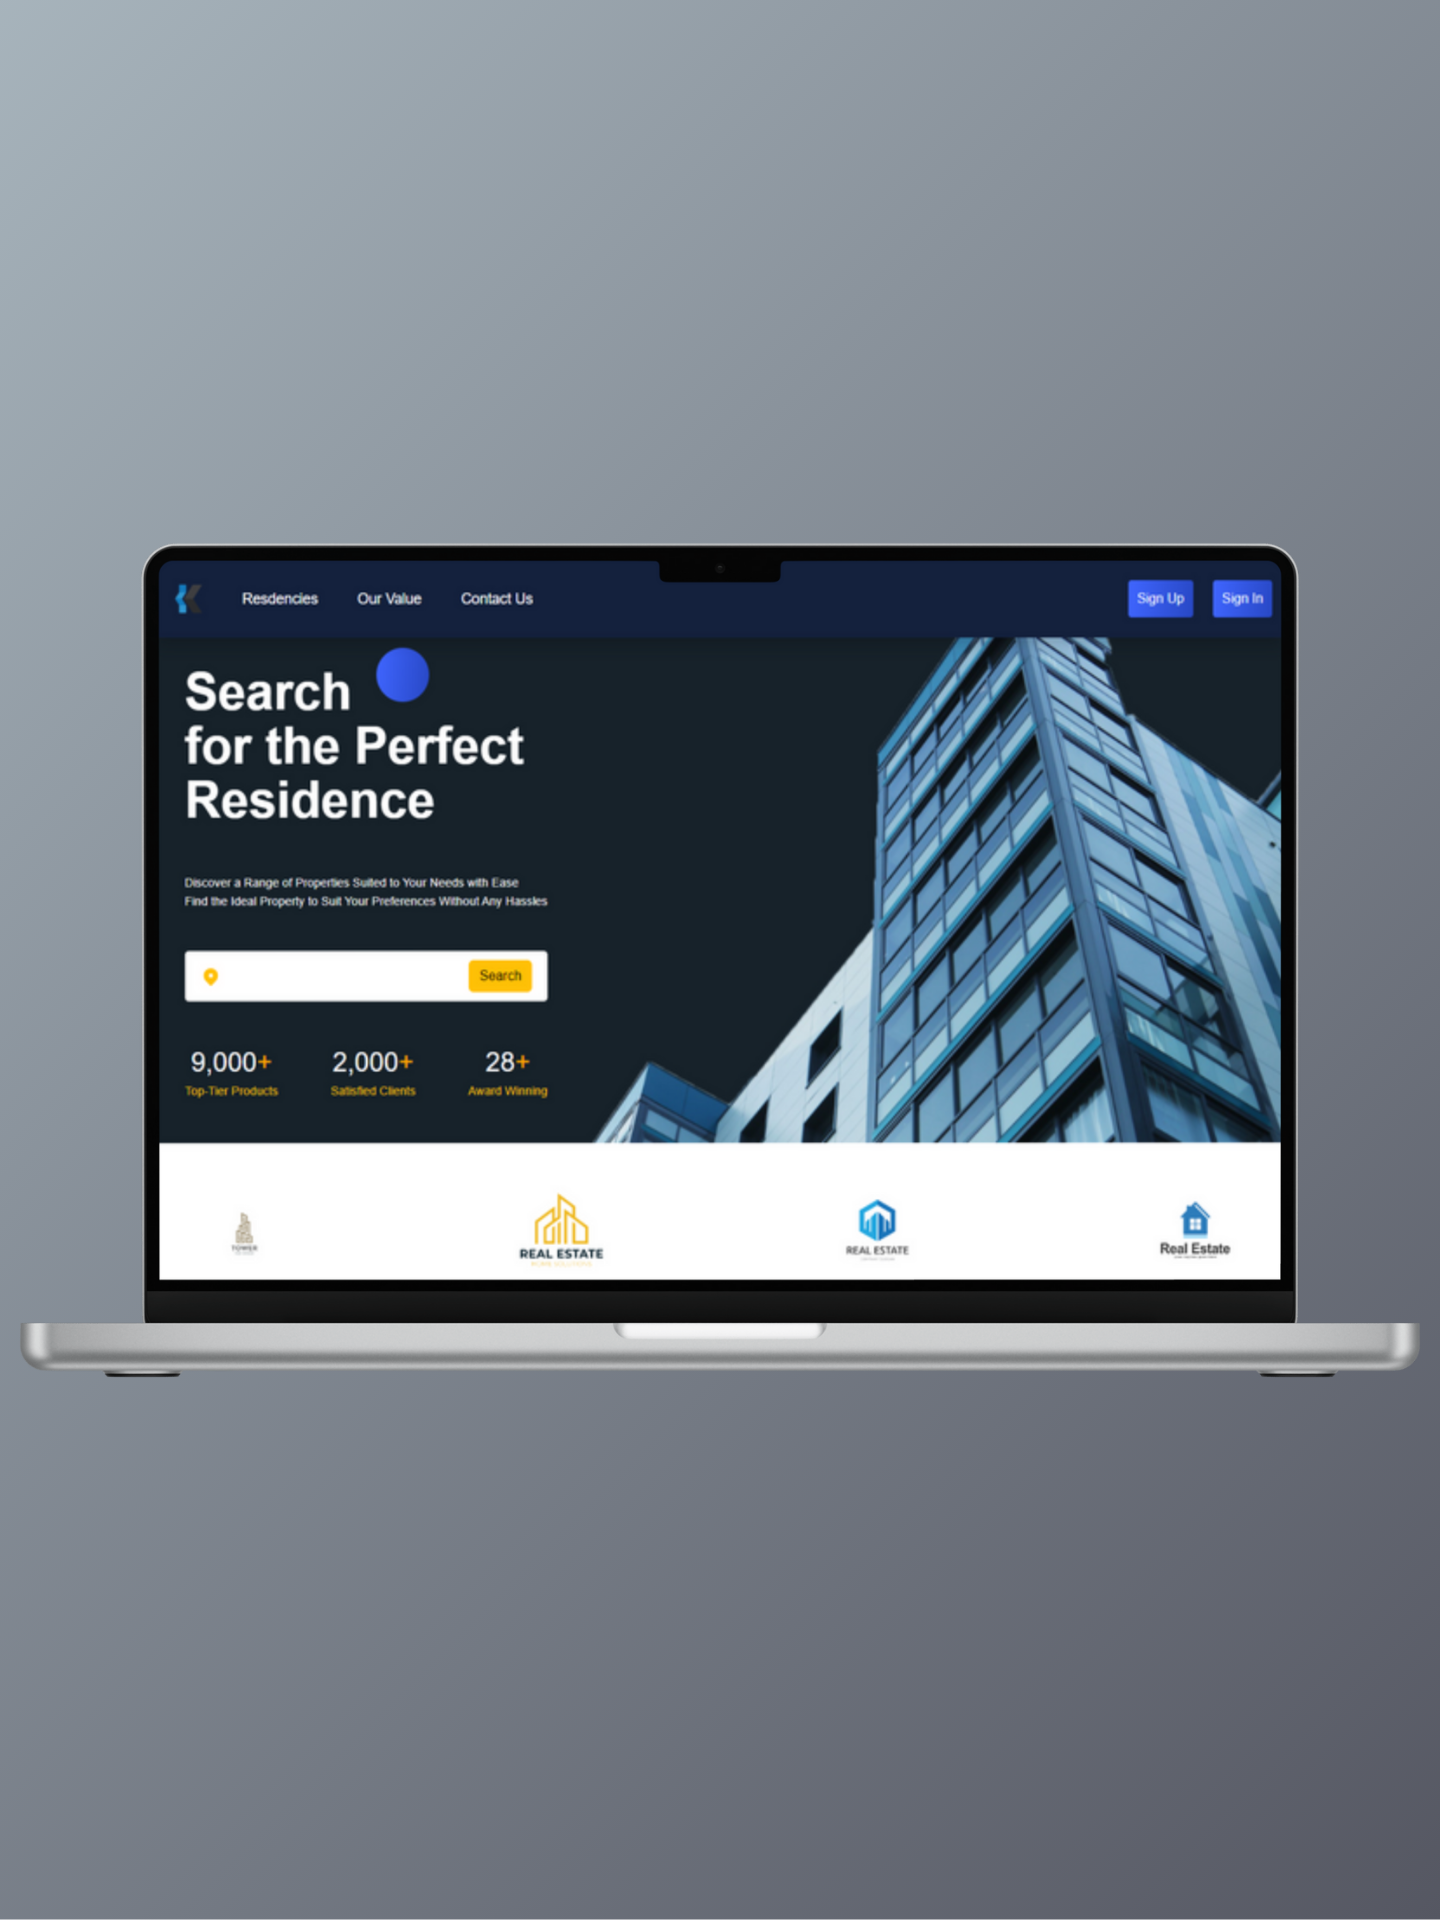 Resdencies
Our Value
Contact Us
Sign Up
Sign In
Search
for the Perfect
Residence
Discover a Range of Properties Suited to Your Needs with Ease
Find the Ideal Property to Suit Your Preferences Without Any Hassles
Search
9,000+
2,000+
28+
Top-Tier Products
Satisfied Clients
Award Winning
TOWER
REAL ESTATE
REAL ESTATE
Real Estate